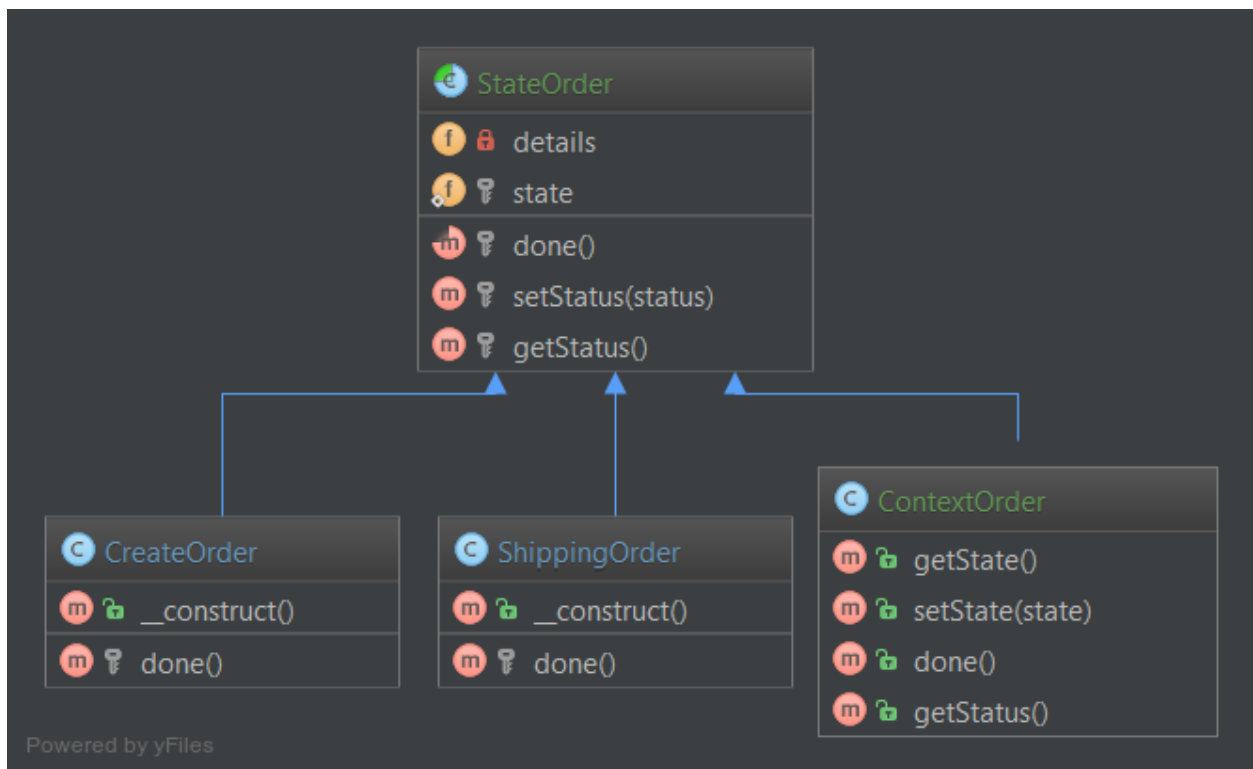 StateOrder
details
state
done()
setStatus(status)
getStatus()
CreateOrder
__construct()
done()
ShippingOrder
__construct()
done()
ContextOrder
getState()
setState(state)
done()
getStatus()
Powered by yFiles